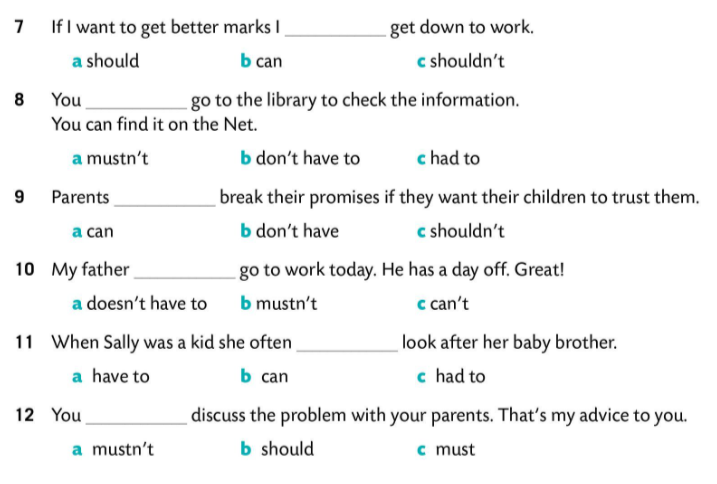 7 If I want to get better marks I __________ get down to work.
a should b can c shouldn't
8 You __________ go to the library to check the information.
You can find it on the Net.
a mustn't b don't have to c had to
9 Parents __________ break their promises if they want their children to trust them.
a can b don't have c shouldn't
10 My father __________ go to work today. He has a day off. Great!
a doesn't have to b mustn't c can't
11 When Sally was a kid she often __________ look after her baby brother.
a have to b can c had to
12 You __________ discuss the problem with your parents. That's my advice to you.
a mustn't b should c must